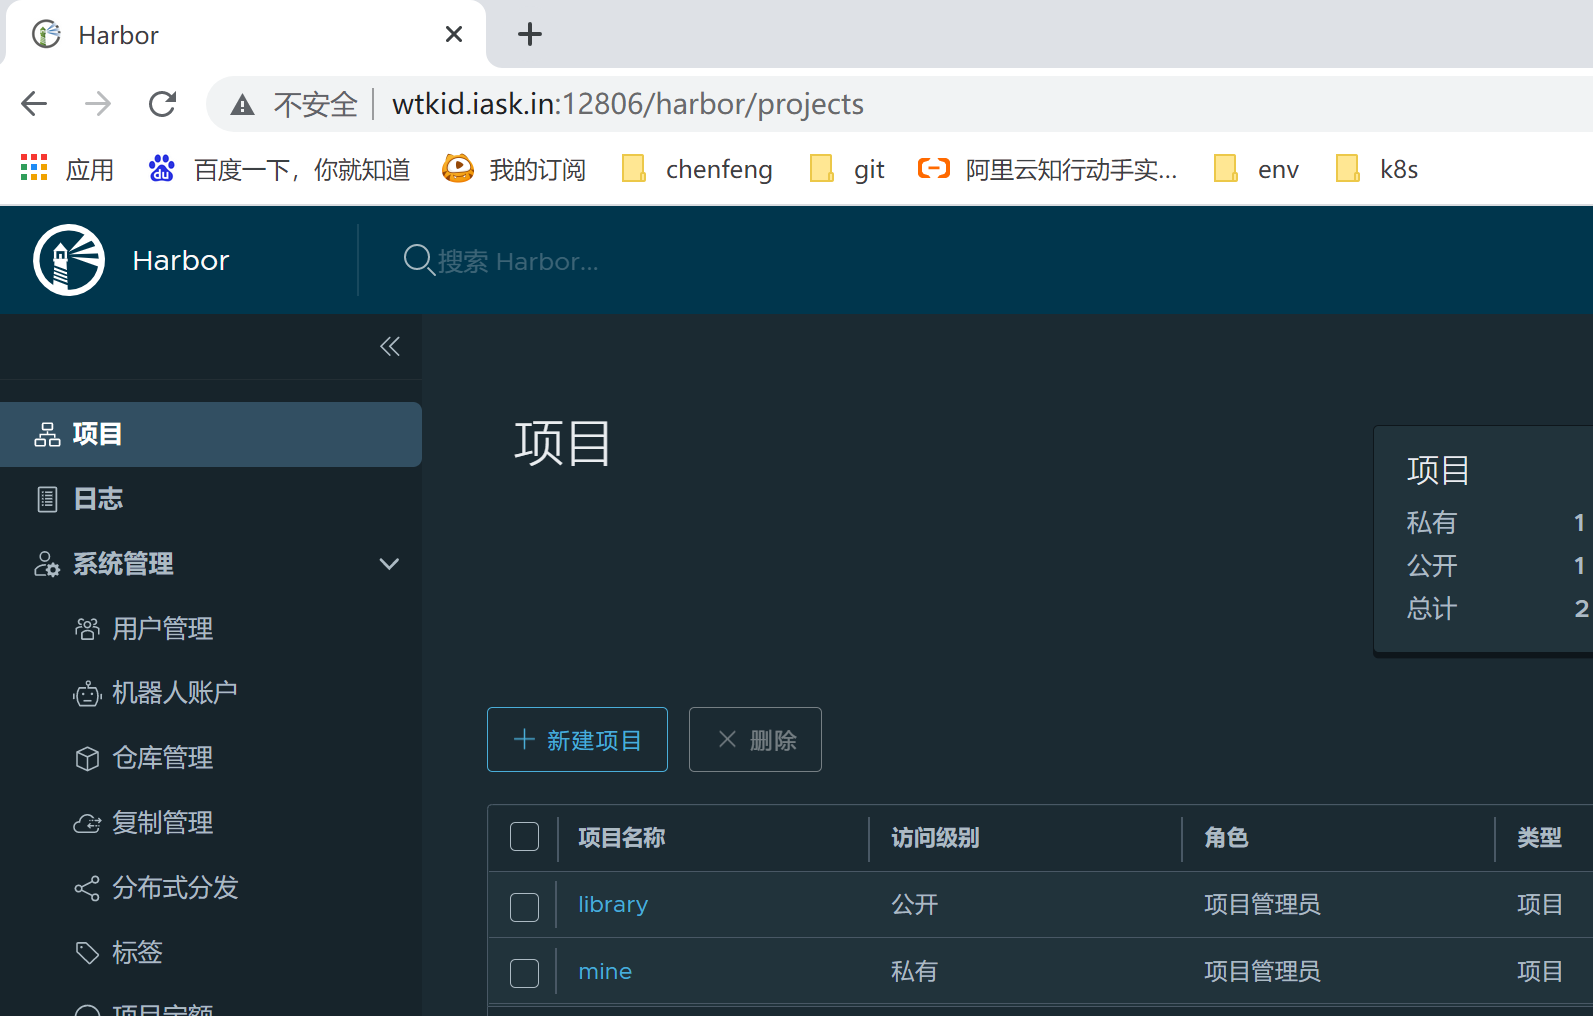 Harbor
不安全 wtkid.iask.in:12806/harbor/projects
应用 百度一下，你就知道 我的订阅 chenfeng git 阿里云知行动手实... env k8s
Harbor 搜索 Harbor...
项目
日志
系统管理
用户管理
机器人账户
仓库管理
复制管理
分布式分发
标签
项目定额
项目
项目
私有 1
公开 1
总计 2
新建项目 删除
项目名称 访问级别 角色 类型
library 公开 项目管理员 项目
mine 私有 项目管理员 项目